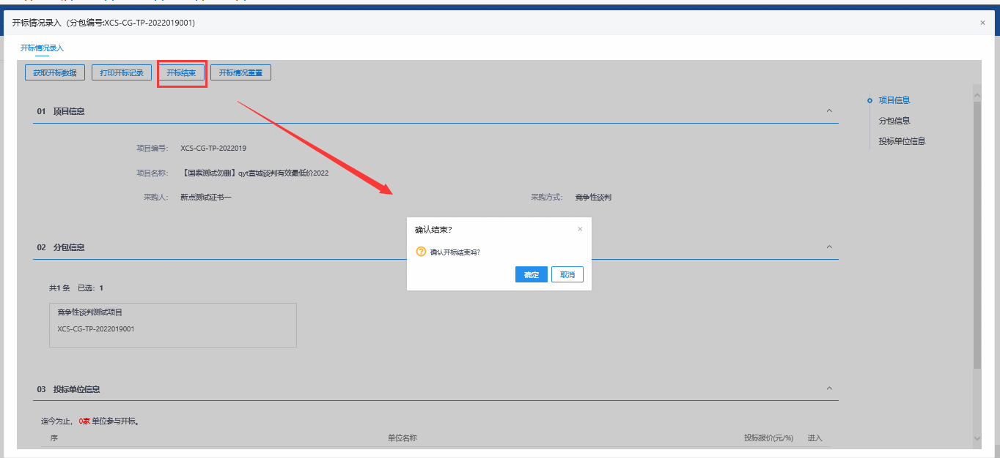 开标情况录入（分包编号:XCS-CG-TP-2022019001)
×
开标情况录入
获取开标数据 打印开标记录 开标结束 开标情况重置
01 项目信息
项目信息
分包信息
投标单位信息
项目编号: XCS-CG-TP-2022019
项目名称: 【国泰测试勿删】qyt宣城谈判有效最低价2022
采购人: 新点测试证书一 采购方式: 竞争性谈判
确认结束? ×
确认开标结束吗?
确定 取消
02 分包信息
共1 条 已选: 1
竞争性谈判测试项目
XCS-CG-TP-2022019001
03 投标单位信息
迄今为止，0家 单位参与开标。
序 单位名称 投标报价(元/%) 进入